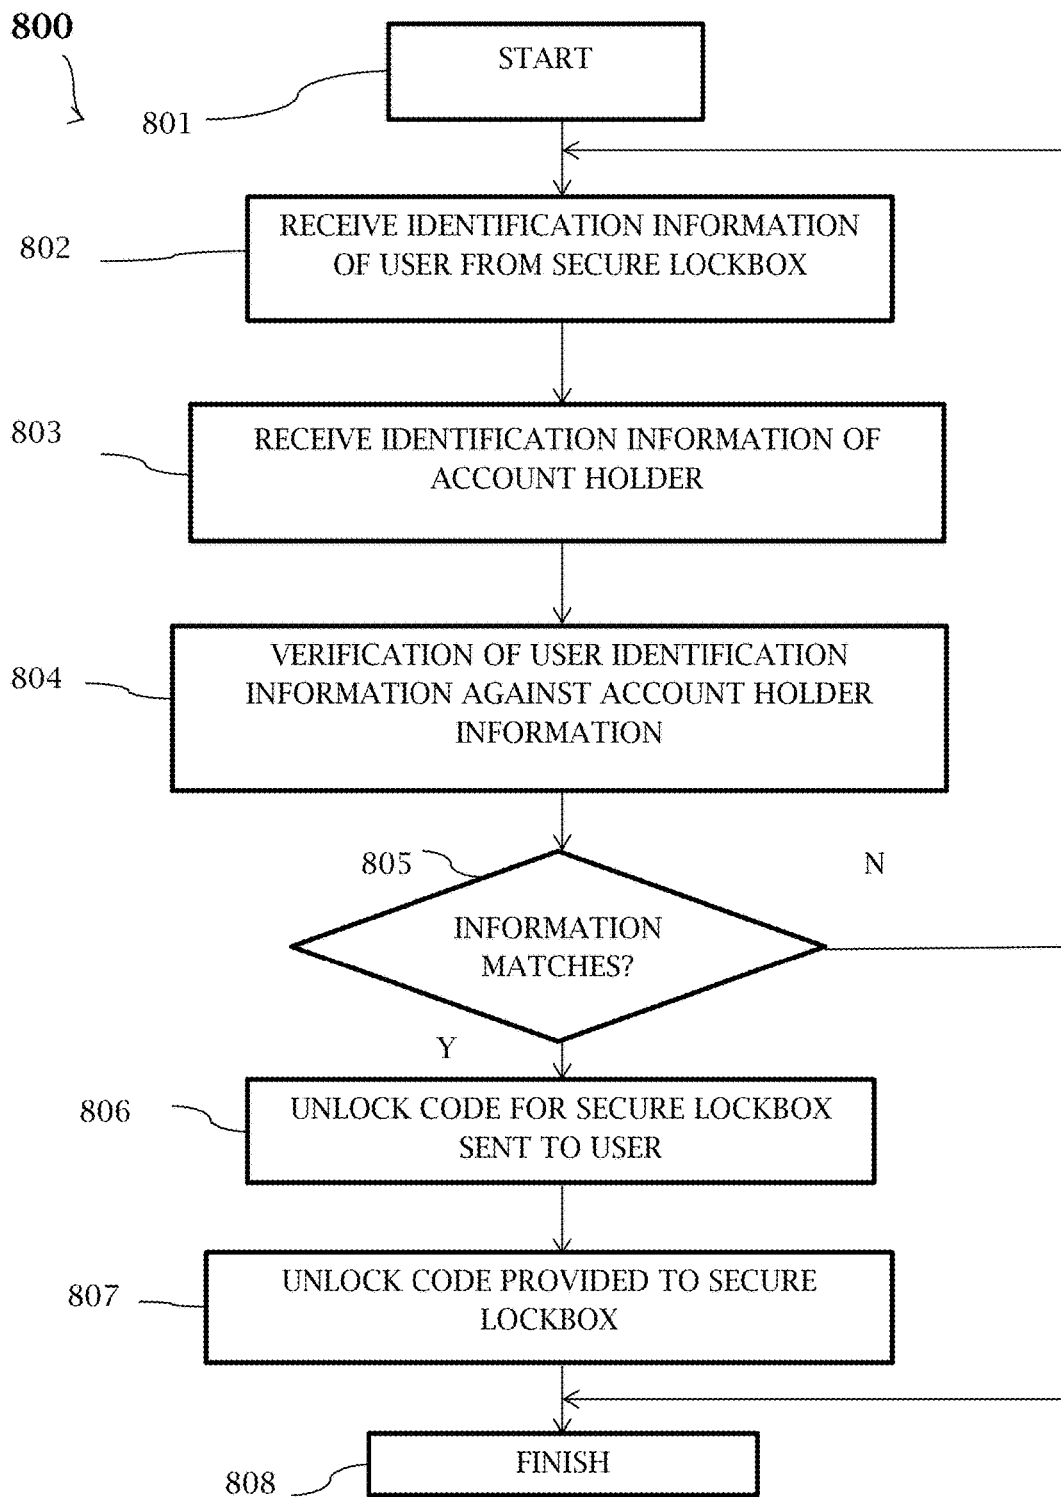 800
START
801
RECEIVE IDENTIFICATION INFORMATION
OF USER FROM SECURE LOCKBOX
802
RECEIVE IDENTIFICATION INFORMATION OF
ACCOUNT HOLDER
803
VERIFICATION OF USER IDENTIFICATION
INFORMATION AGAINST ACCOUNT HOLDER
INFORMATION
804
805
N
INFORMATION
MATCHES?
Y
UNLOCK CODE FOR SECURE LOCKBOX
SENT TO USER
806
UNLOCK CODE PROVIDED TO SECURE
LOCKBOX
807
FINISH
808